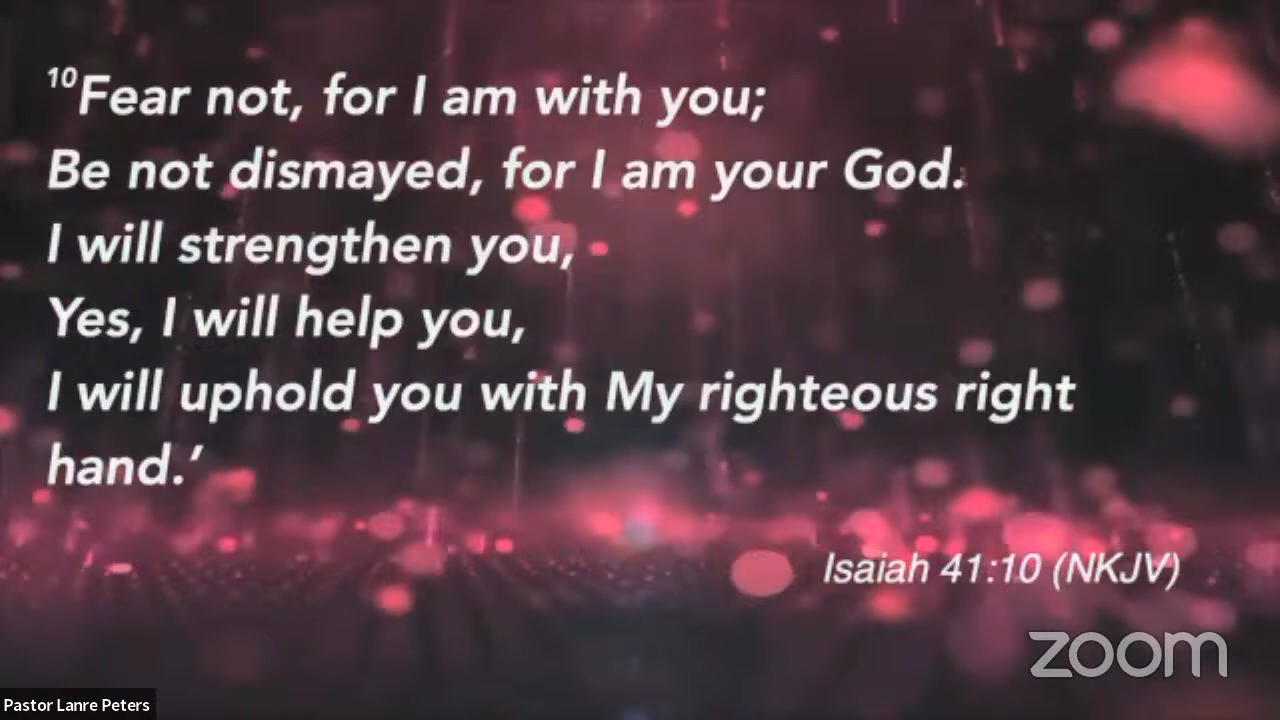 ¹⁰Fear not, for I am with you;
Be not dismayed, for I am your God.
I will strengthen you,
Yes, I will help you,
I will uphold you with My righteous right
hand.’
Isaiah 41:10 (NKJV)
zoom
Pastor Lanre Peters